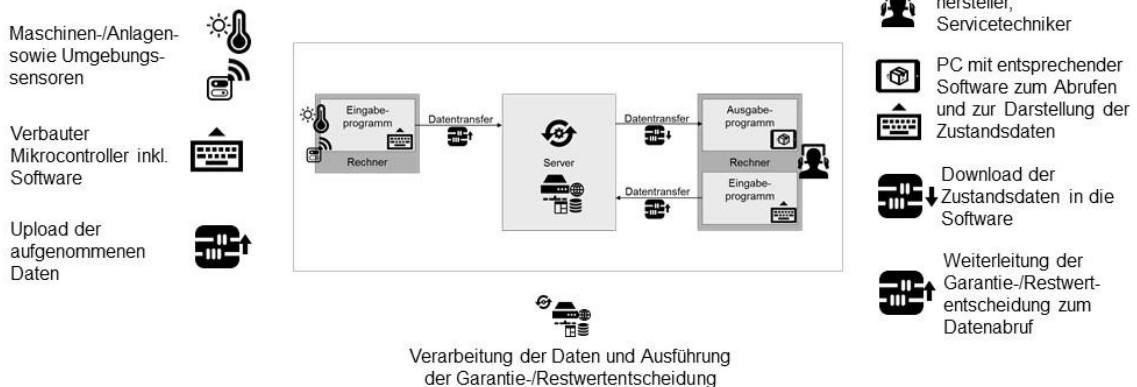 Maschinen-/Anlagen-
sowie Umgebungs-
sensoren
Verbauter
Mikrocontroller inkl.
Software
Upload der
aufgenommenen
Daten
Eingabe-
programm
Rechner
Datentransfer
Server
Datentransfer
Datentransfer
Ausgabe-
programm
Rechner
Eingabe-
programm
hersteller,
Servicetechniker
PC mit entsprechender
Software zum Abrufen
und zur Darstellung der
Zustandsdaten
Download der
Zustandsdaten in die
Software
Weiterleitung der
Garantie-/Restwert-
entscheidung zum
Datenabruf
Verarbeitung der Daten und Ausführung
der Garantie-/Restwertentscheidung